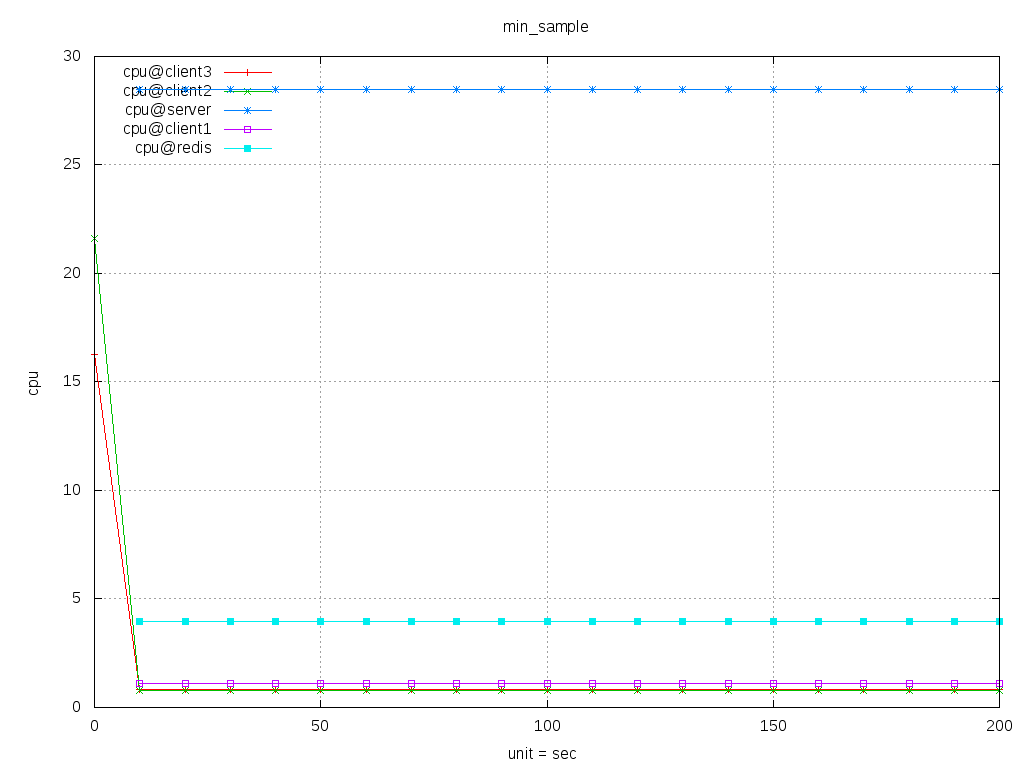 min_sample
30
cpu@client3
cpu@client2
cpu@server
cpu@client1
cpu@redis
25
20
15
cpu
10
5
0
0 50 100 150 200
unit = sec